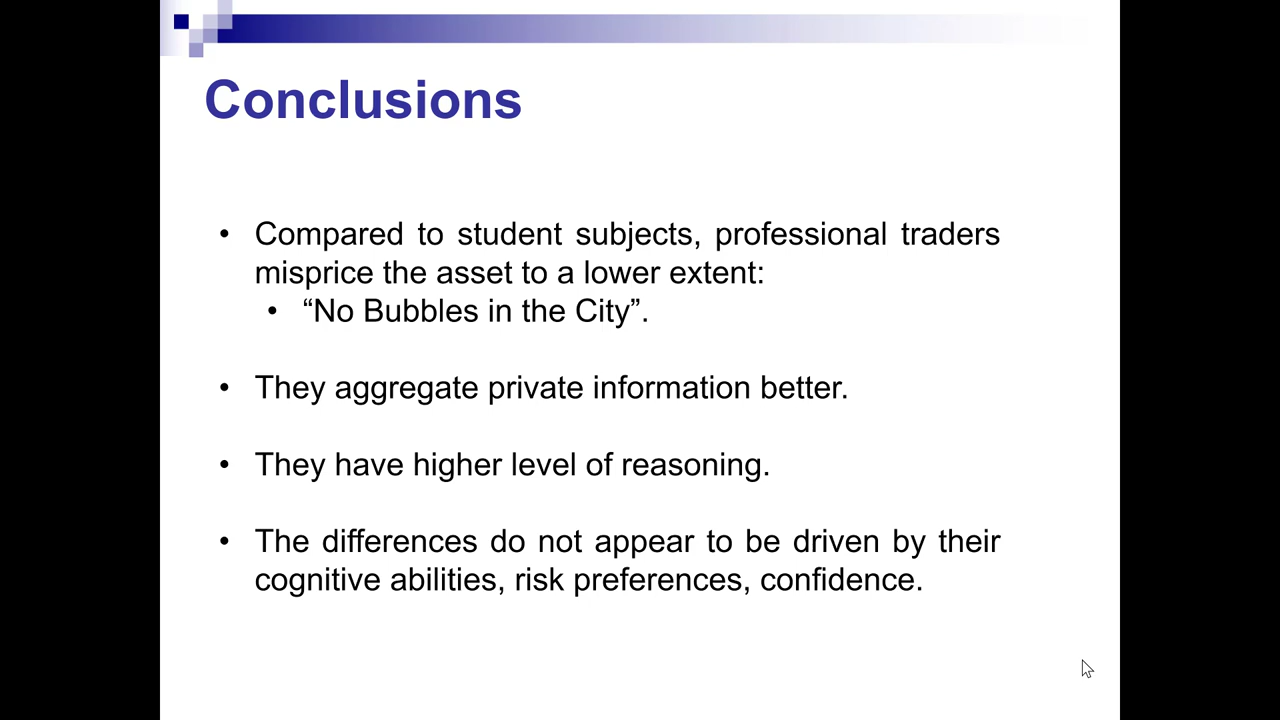 Conclusions
• Compared to student subjects, professional traders
misprice the asset to a lower extent:
• “No Bubbles in the City”.
• They aggregate private information better.
• They have higher level of reasoning.
• The differences do not appear to be driven by their
cognitive abilities, risk preferences, confidence.